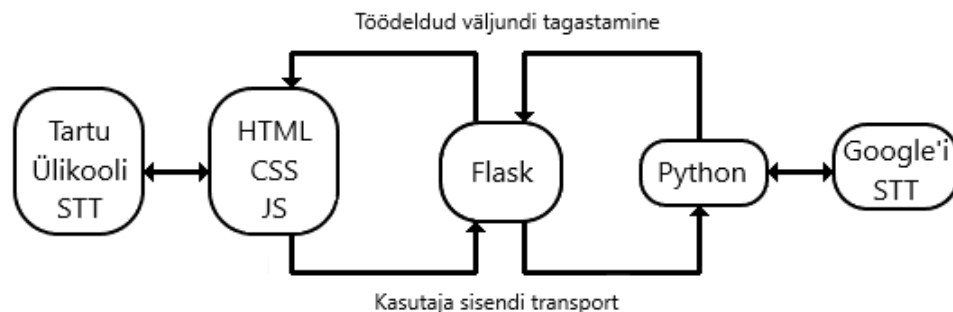 Töödeldud väljundi tagastamine
Tartu
Ülikooli
STT
HTML
CSS
JS
Flask
Python
Google'i
STT
Kasutaja sisendi transport